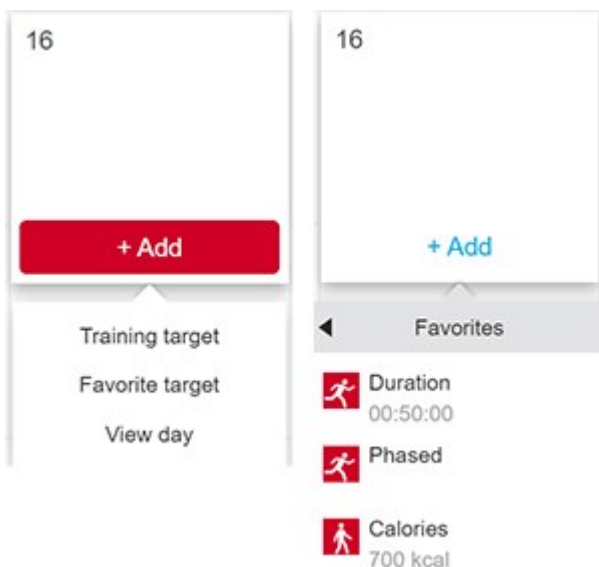 16
+ Add
Training target
Favorite target
View day
16
+ Add
Favorites
Duration
00:50:00
Phased
Calories
700 kcal